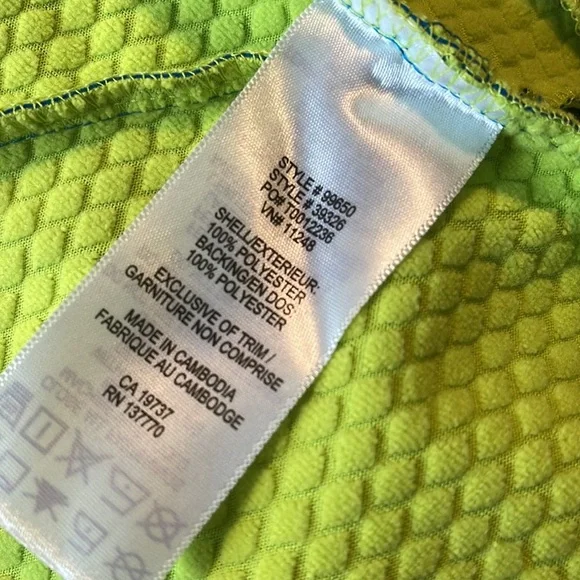 STYLE # 99650
STYLE # 39326
PO# T0012236
VN# 11248
SHELL/EXTERIEUR:
100% POLYESTER
BACKING/EN DOS:
100% POLYESTER
EXCLUSIVE OF TRIM/
GARNITURE NON COMPRISE
MADE IN CAMBODIA
FABRIQUE AU CAMBODGE
CA 19737
RN 137770